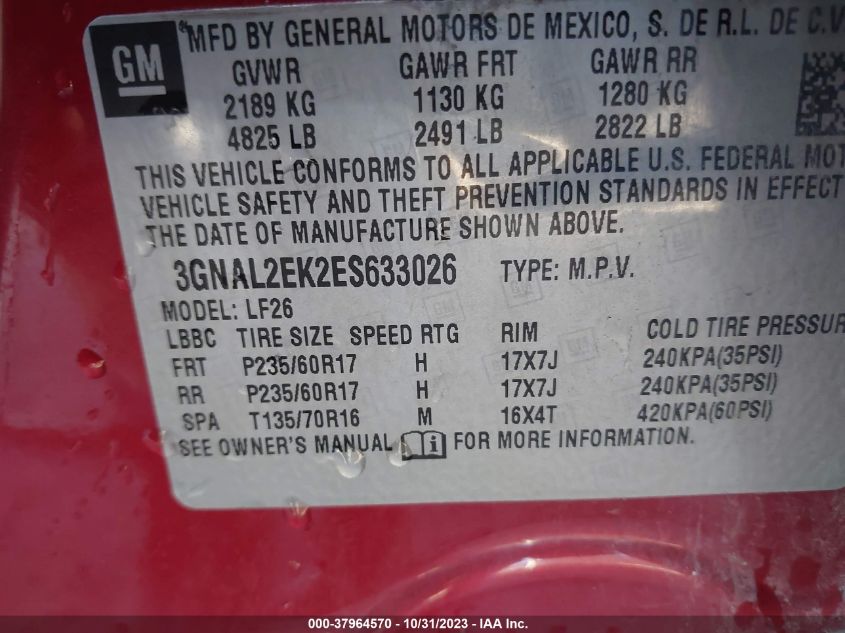 GM
MFD BY GENERAL MOTORS DE MEXICO, S. DE R.L. DE C.V
GVWR GAWR FRT GAWR RR
2189 KG 1130 KG 1280 KG
4825 LB 2491 LB 2822 LB
THIS VEHICLE CONFORMS TO ALL APPLICABLE U.S. FEDERAL MOT
VEHICLE SAFETY AND THEFT PREVENTION STANDARDS IN EFFECT
THE DATE OF MANUFACTURE SHOWN ABOVE.
3GNAL2EK2ES633026 TYPE: M.P.V.
MODEL: LF26
LBBC TIRE SIZE SPEED RTG RIM COLD TIRE PRESSUR
FRT P235/60R17 H 17X7J 240KPA(35PSI)
RR P235/60R17 H 17X7J 240KPA(35PSI)
SPA T135/70R16 M 16X4T 420KPA(60PSI)
SEE OWNER'S MANUAL i FOR MORE INFORMATION.
000-37964570 - 10/31/2023 - IAA Inc.